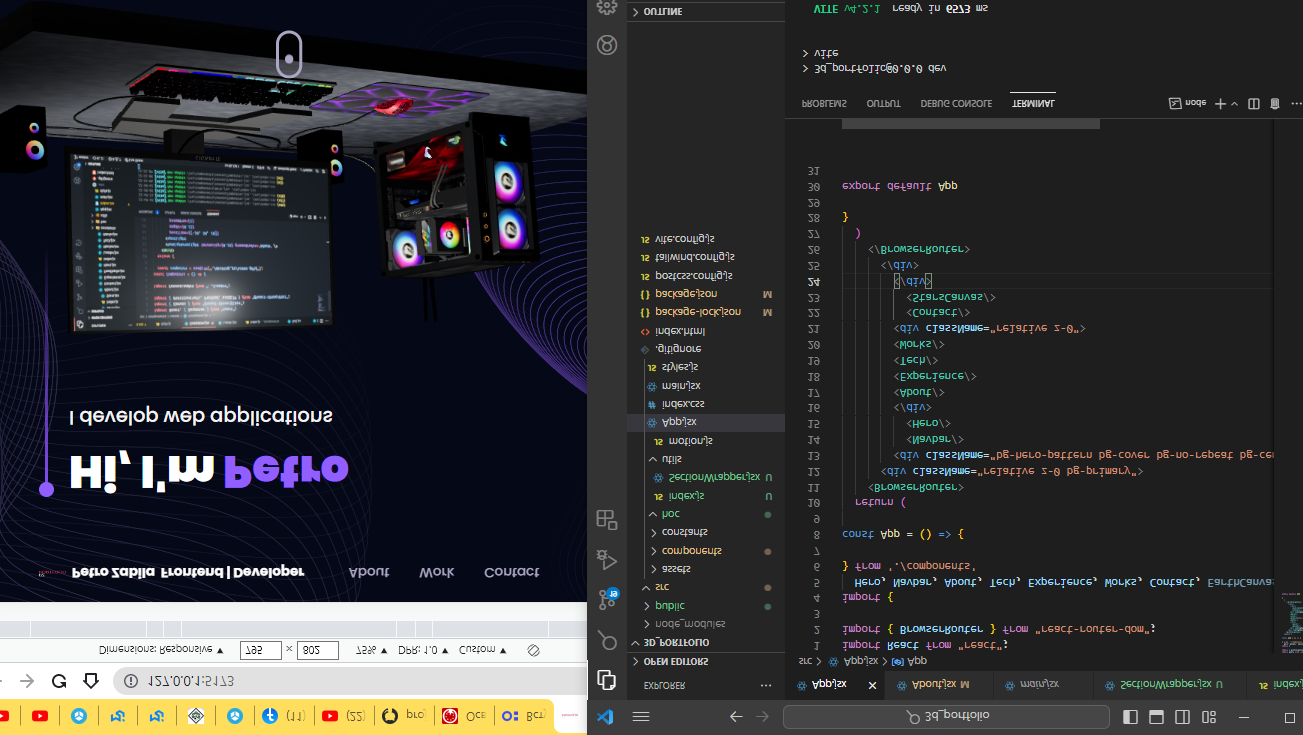 (11)
(22)
127.0.0.1:5173
Dimensions: Responsive
795 × 802
75%
DPR: 1.0
Custom
Petro Zablia Frontend | Developer
About
Work
Contact
Hi, I'm Petro
I develop web applications
3d_portfolio
EXPLORER
OPEN EDITORS
3D_PORTFOLIO
node_modules
public
src
assets
components
constants
hoc
index.js U
SectionWrapper.jsx U
utils
motion.js
App.jsx
index.css
main.jsx
styles.js
.gitignore
index.html
package-lock.json M
package.json M
postcss.config.js
tailwind.config.js
vite.config.js
OUTLINE
19
App.jsx
About.jsx M
main.jsx
SectionWrapper.jsx U
src > App.jsx > App
1 import React from "react";
2 import { BrowserRouter } from "react-router-dom";
3
4 import {
5 Hero, Navbar, About, Tech, Experience, Works, Contact, EarthCanvas
6 } from './components'
7
8 const App = () => {
9
10 return (
11 <BrowserRouter>
12 <div className="relative z-0 bg-primary">
13 <div className="bg-hero-pattern bg-cover bg-no-repeat bg-cen
14 <Navbar/>
15 <Hero/>
16 </div>
17 <About/>
18 <Experience/>
19 <Tech/>
20 <Works/>
21 <div className="relative z-0">
22 <Contact/>
23 <StarsCanvas/>
24 </div>
25 </div>
26 </BrowserRouter>
27 )
28 }
29
30 export default App
31
PROBLEMS OUTPUT DEBUG CONSOLE TERMINAL
node
> 3d_portfolio@0.0.0 dev
> vite
VITE v4.2.1 ready in 6573 ms